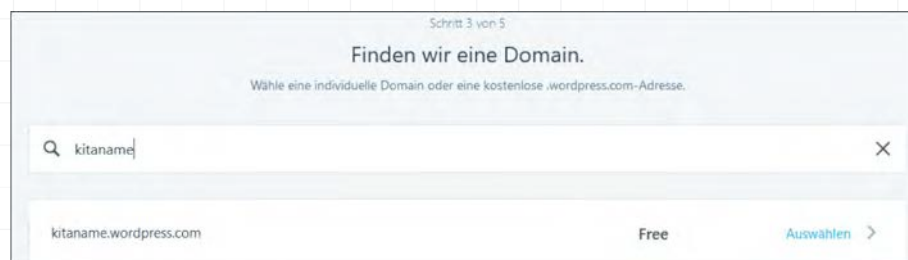 Schritt 3 von 5
Finden wir eine Domain.
Wähle eine individuelle Domain oder eine kostenlose .wordpress.com-Adresse.
kitaname
kitaname.wordpress.com Free Auswählen